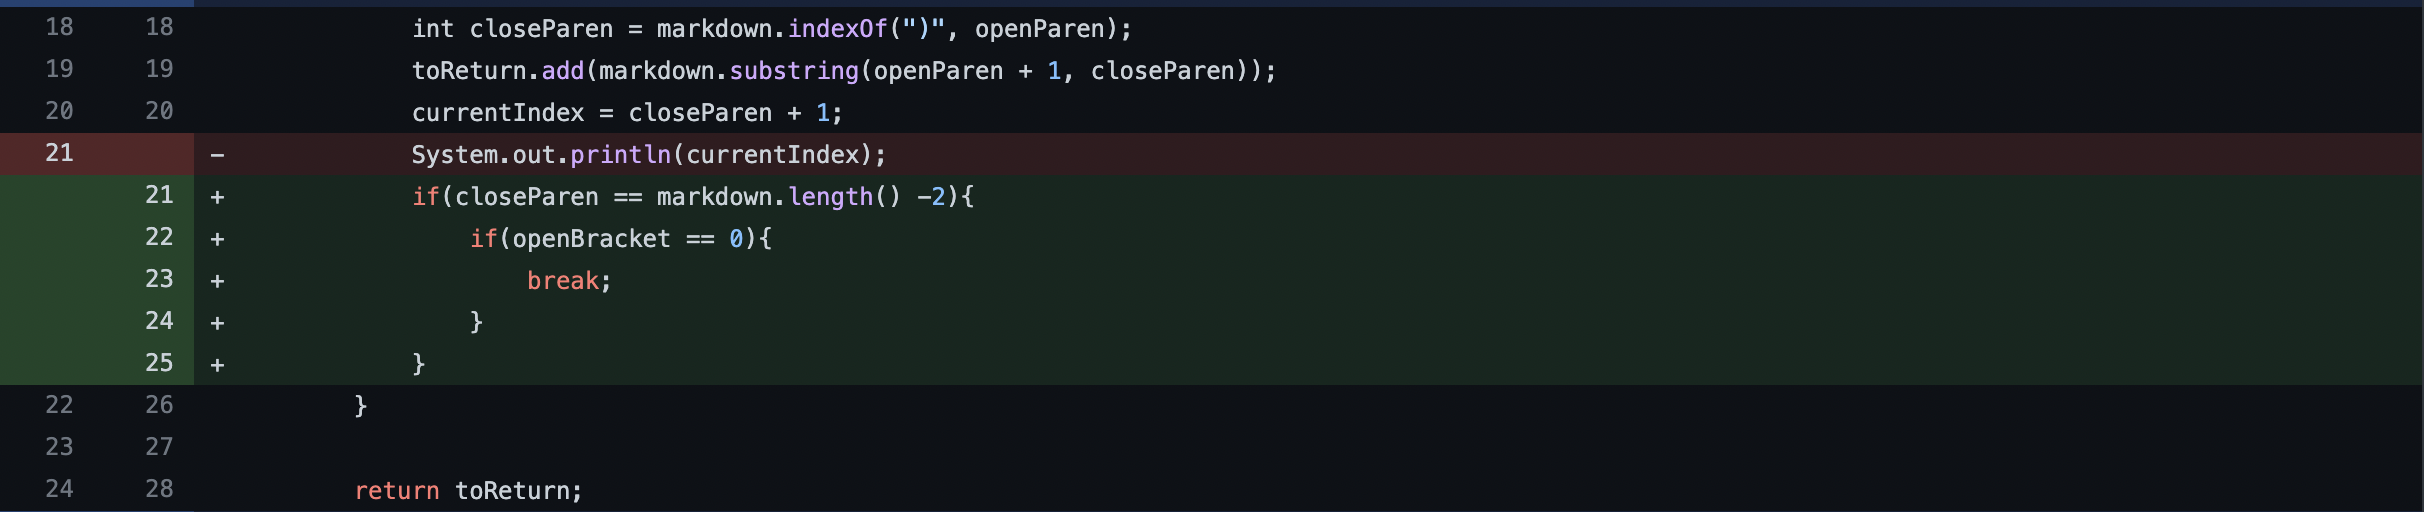 18 18 int closeParen = markdown.indexOf(")", openParen);
19 19 toReturn.add(markdown.substring(openParen + 1, closeParen));
20 20 currentIndex = closeParen + 1;
21 - System.out.println(currentIndex);
21 + if(closeParen == markdown.length() -2){
22 + if(openBracket == 0){
23 + break;
24 + }
25 + }
22 26 }
23 27
24 28 return toReturn;